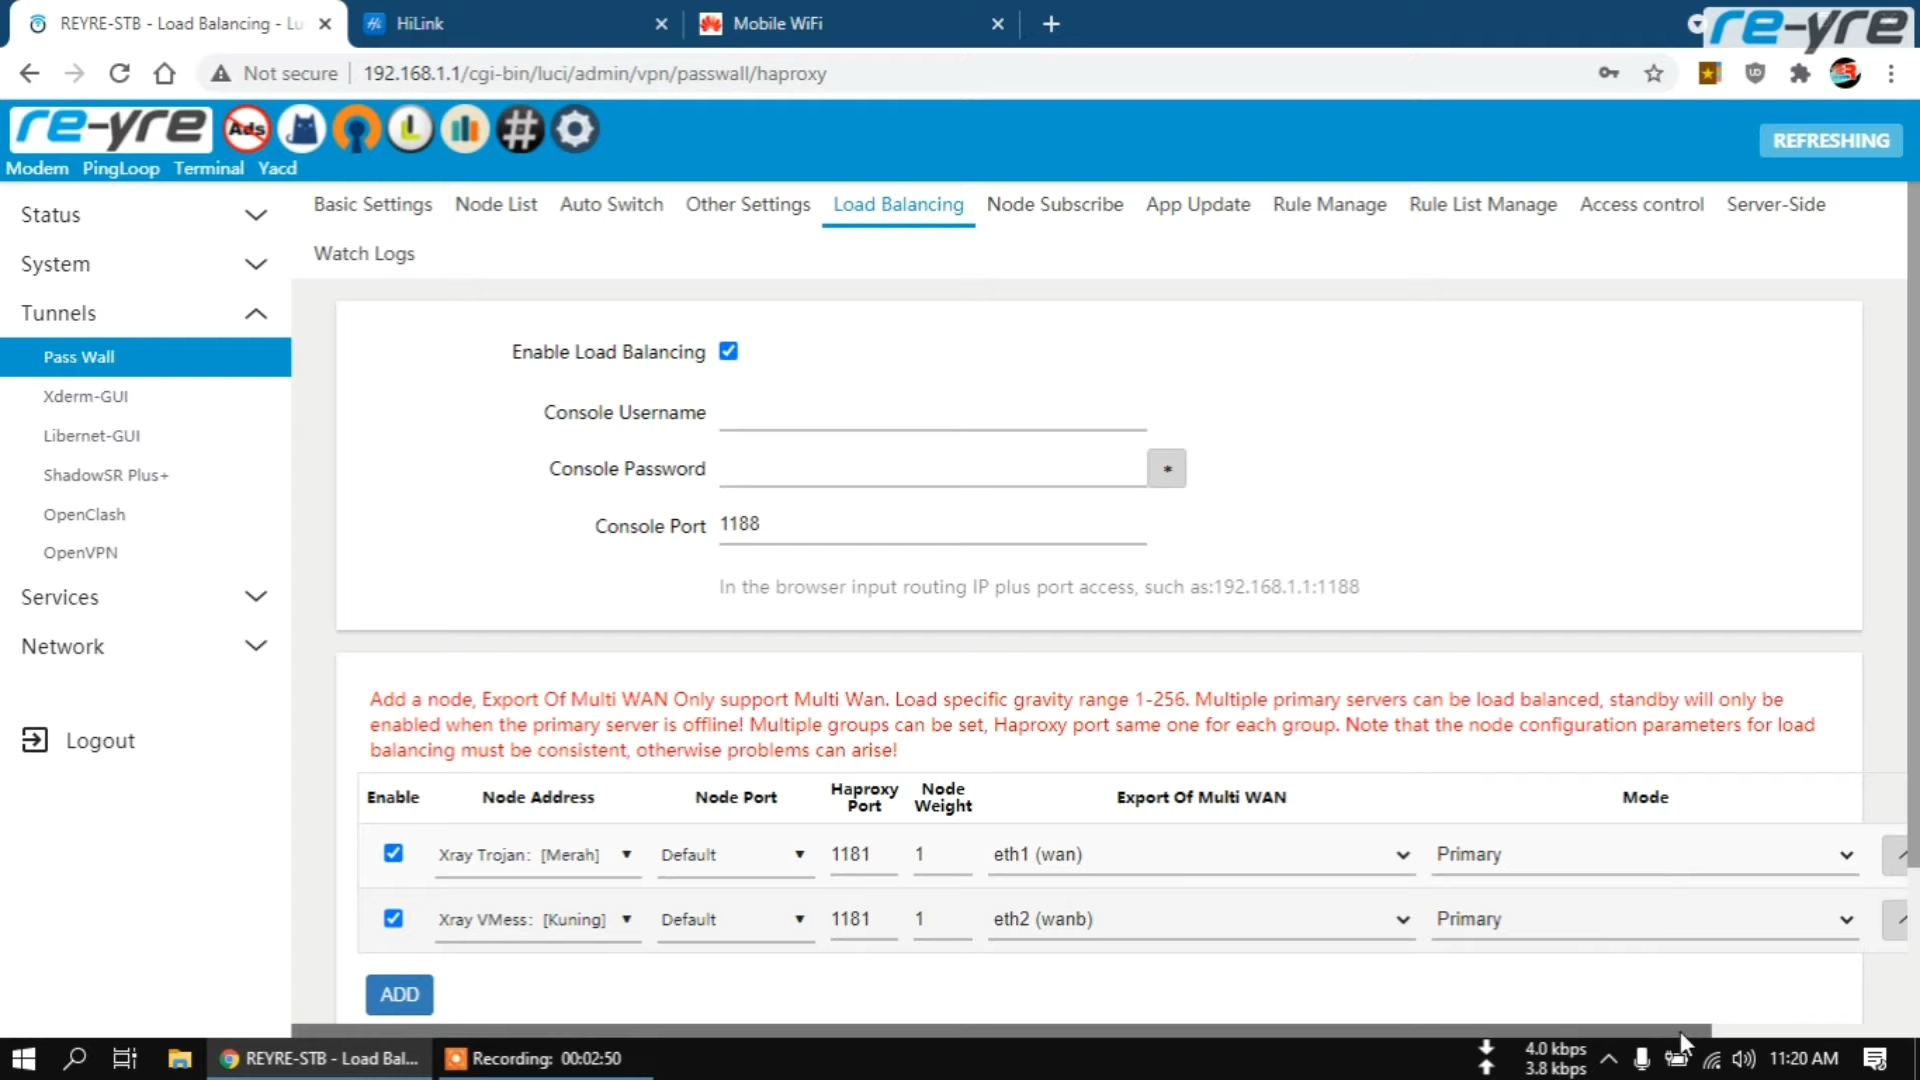 REYRE-STB - Load Balancing - Lu
HiLink
Mobile WiFi
re-yre
Not secure
192.168.1.1/cgi-bin/luci/admin/vpn/passwall/haproxy
re-yre
Ads
REFRESHING
Modem PingLoop Terminal Yacd
Status
System
Tunnels
Pass Wall
Xderm-GUI
Libernet-GUI
ShadowSR Plus+
OpenClash
OpenVPN
Services
Network
Logout
Basic Settings Node List Auto Switch Other Settings Load Balancing Node Subscribe App Update Rule Manage Rule List Manage Access control Server-Side
Watch Logs
Enable Load Balancing
Console Username
Console Password *
Console Port 1188
In the browser input routing IP plus port access, such as:192.168.1.1:1188
Add a node, Export Of Multi WAN Only support Multi Wan. Load specific gravity range 1-256. Multiple primary servers can be load balanced, standby will only be
enabled when the primary server is offline! Multiple groups can be set, Haproxy port same one for each group. Note that the node configuration parameters for load
balancing must be consistent, otherwise problems can arise!
Enable Node Address Node Port Haproxy Port Node Weight Export Of Multi WAN Mode
Xray Trojan: [Merah] Default 1181 1 eth1 (wan) Primary
Xray VMess: [Kuning] Default 1181 1 eth2 (wanb) Primary
ADD
REYRE-STB - Load Bal...
Recording: 00:02:50
4.0 kbps
3.8 kbps
11:20 AM